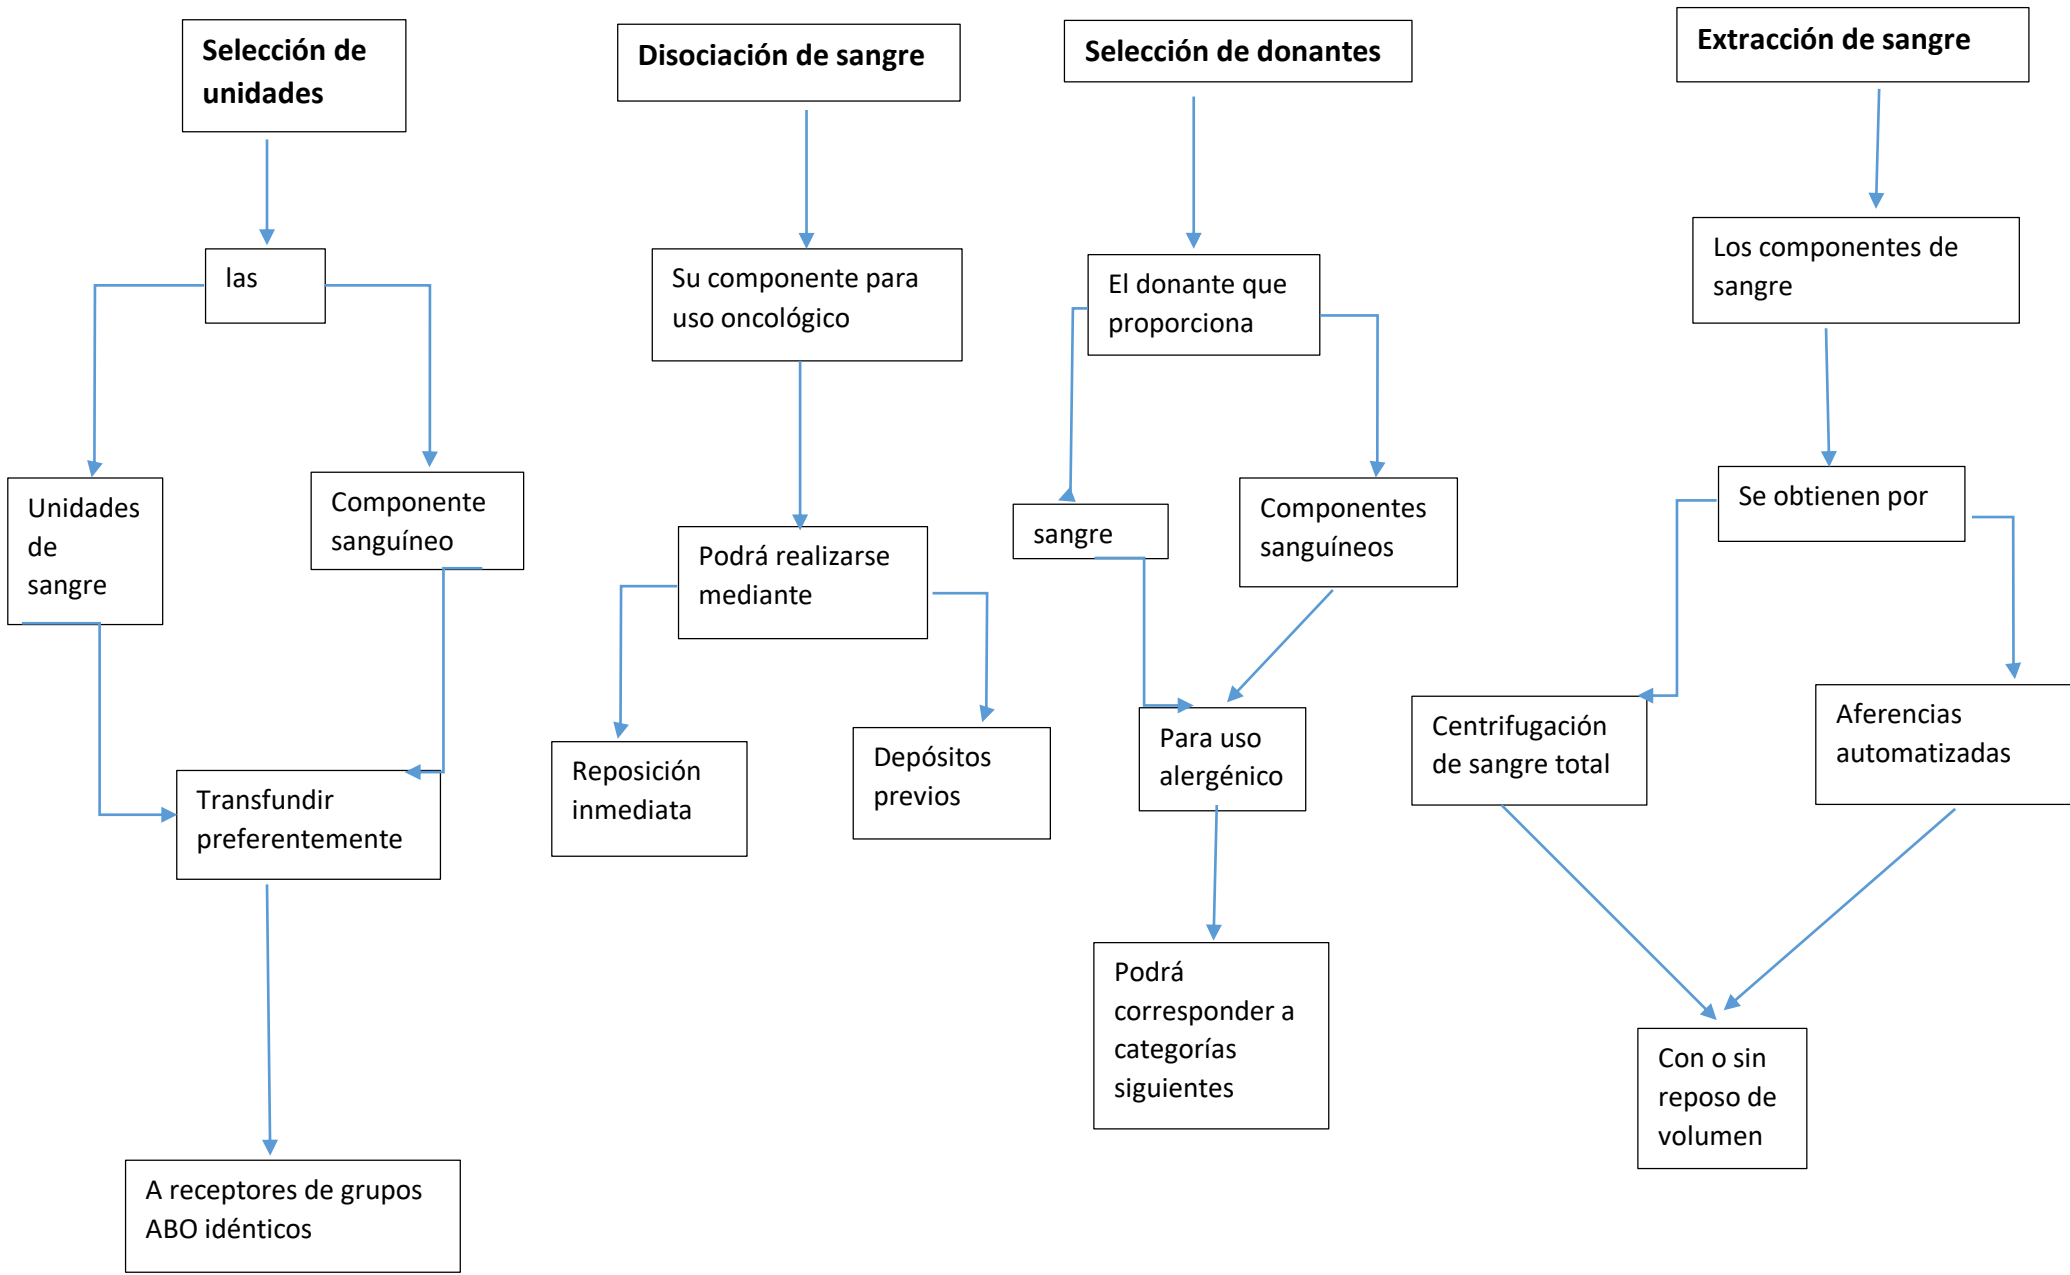 Selección de
unidades
las
Unidades
de
sangre
Componente
sanguíneo
Transfundir
preferentemente
A receptores de grupos
ABO idénticos
Disociación de sangre
Su componente para
uso oncológico
Podrá realizarse
mediante
Reposición
inmediata
Depósitos
previos
Selección de donantes
El donante que
proporciona
sangre
Componentes
sanguíneos
Para uso
alergénico
Podrá
corresponder a
categorías
siguientes
Extracción de sangre
Los componentes de
sangre
Se obtienen por
Centrifugación
de sangre total
Aferencias
automatizadas
Con o sin
reposo de
volumen